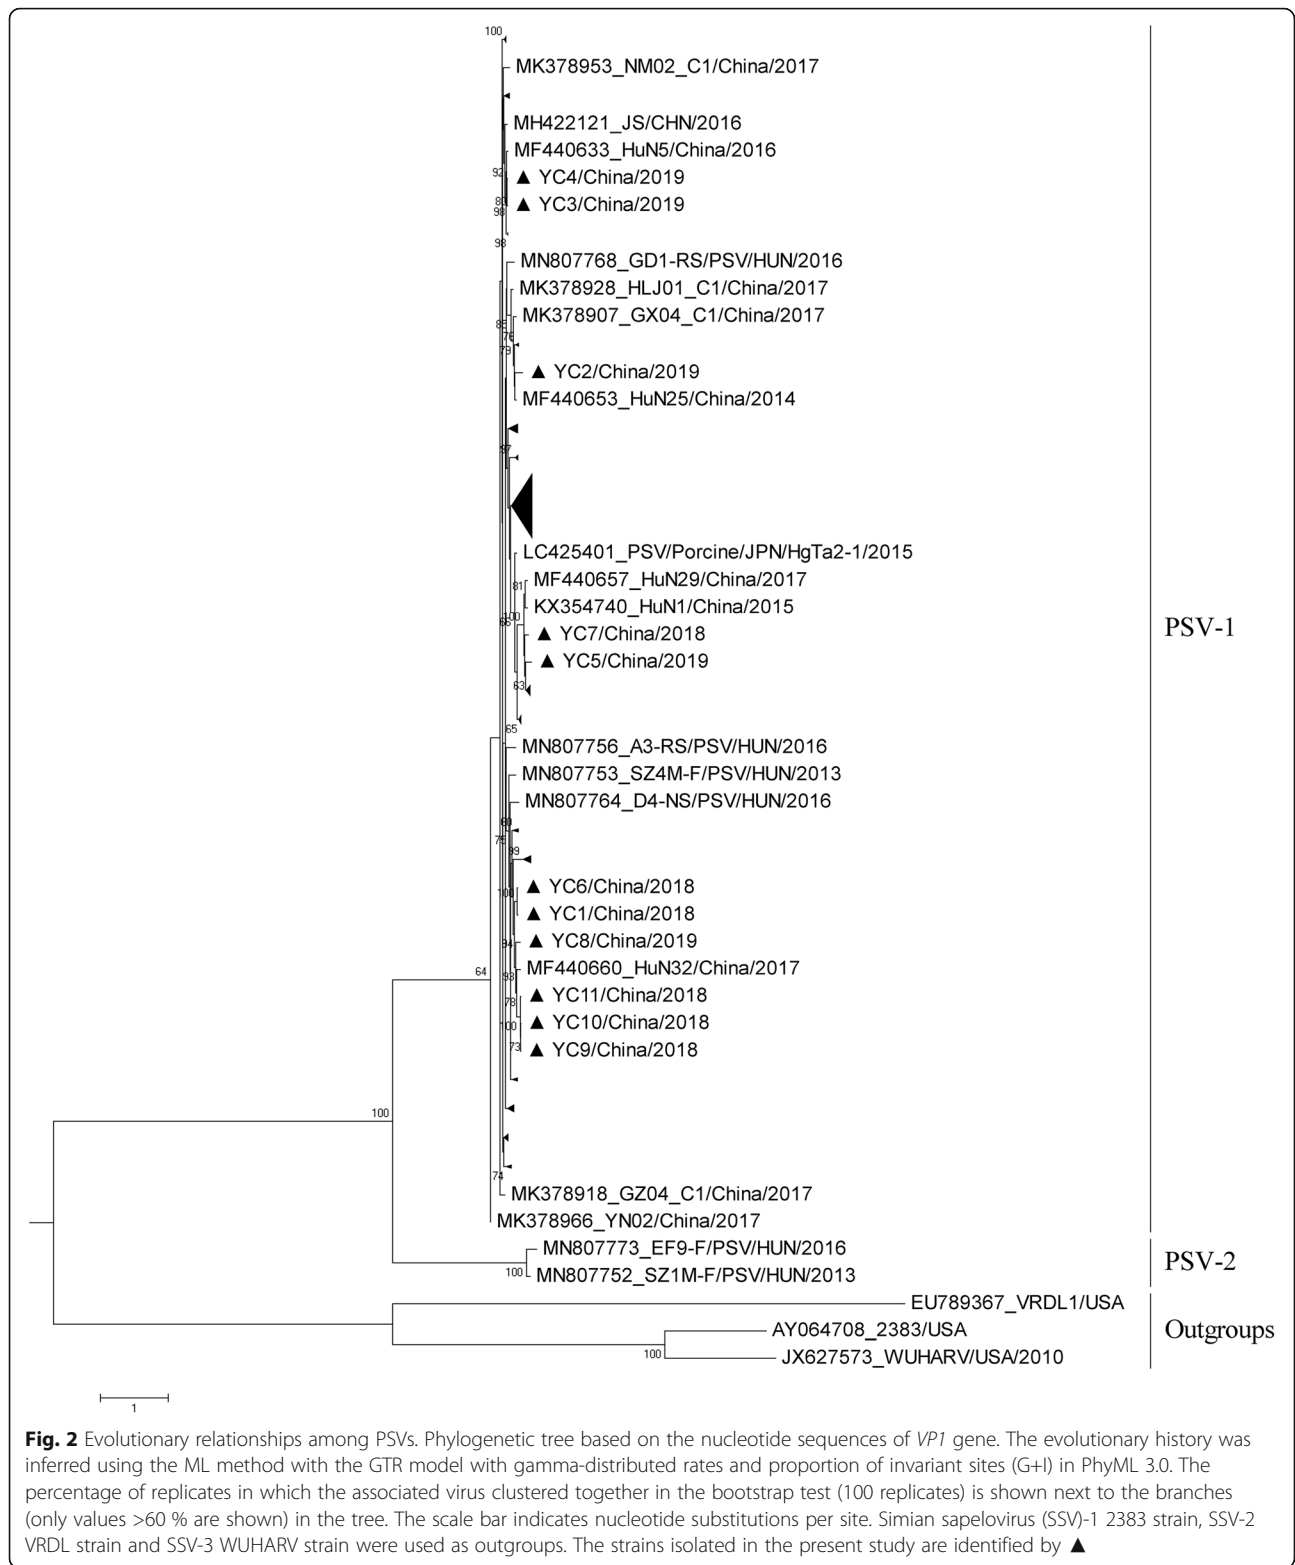 100
MK378953_NM02_C1/China/2017
MH422121_JS/CHN/2016
MF440633_HuN5/China/2016
92
▲ YC4/China/2019
▲ YC3/China/2019
98
98
MN807768_GD1-RS/PSV/HUN/2016
MK378928_HLJ01_C1/China/2017
MK378907_GX04_C1/China/2017
79
▲ YC2/China/2019
MF440653_HuN25/China/2014
97
LC425401_PSV/Porcine/JPN/HgTa2-1/2015
MF440657_HuN29/China/2017
81
KX354740_HuN1/China/2015
100
▲ YC7/China/2018
▲ YC5/China/2019
63
PSV-1
65
MN807756_A3-RS/PSV/HUN/2016
MN807753_SZ4M-F/PSV/HUN/2013
MN807764_D4-NS/PSV/HUN/2016
99
▲ YC6/China/2018
100
▲ YC1/China/2018
▲ YC8/China/2019
94
MF440660_HuN32/China/2017
64
93
▲ YC11/China/2018
78
▲ YC10/China/2018
100
▲ YC9/China/2018
73
100
74
MK378918_GZ04_C1/China/2017
MK378966_YN02/China/2017
MN807773_EF9-F/PSV/HUN/2016
PSV-2
100
MN807752_SZ1M-F/PSV/HUN/2013
EU789367_VRDL1/USA
AY064708_2383/USA
Outgroups
100
JX627573_WUHARV/USA/2010
1
Fig. 2 Evolutionary relationships among PSVs. Phylogenetic tree based on the nucleotide sequences of VP1 gene. The evolutionary history was
inferred using the ML method with the GTR model with gamma-distributed rates and proportion of invariant sites (G+I) in PhyML 3.0. The
percentage of replicates in which the associated virus clustered together in the bootstrap test (100 replicates) is shown next to the branches
(only values >60 % are shown) in the tree. The scale bar indicates nucleotide substitutions per site. Simian sapelovirus (SSV)-1 2383 strain, SSV-2
VRDL strain and SSV-3 WUHARV strain were used as outgroups. The strains isolated in the present study are identified by ▲